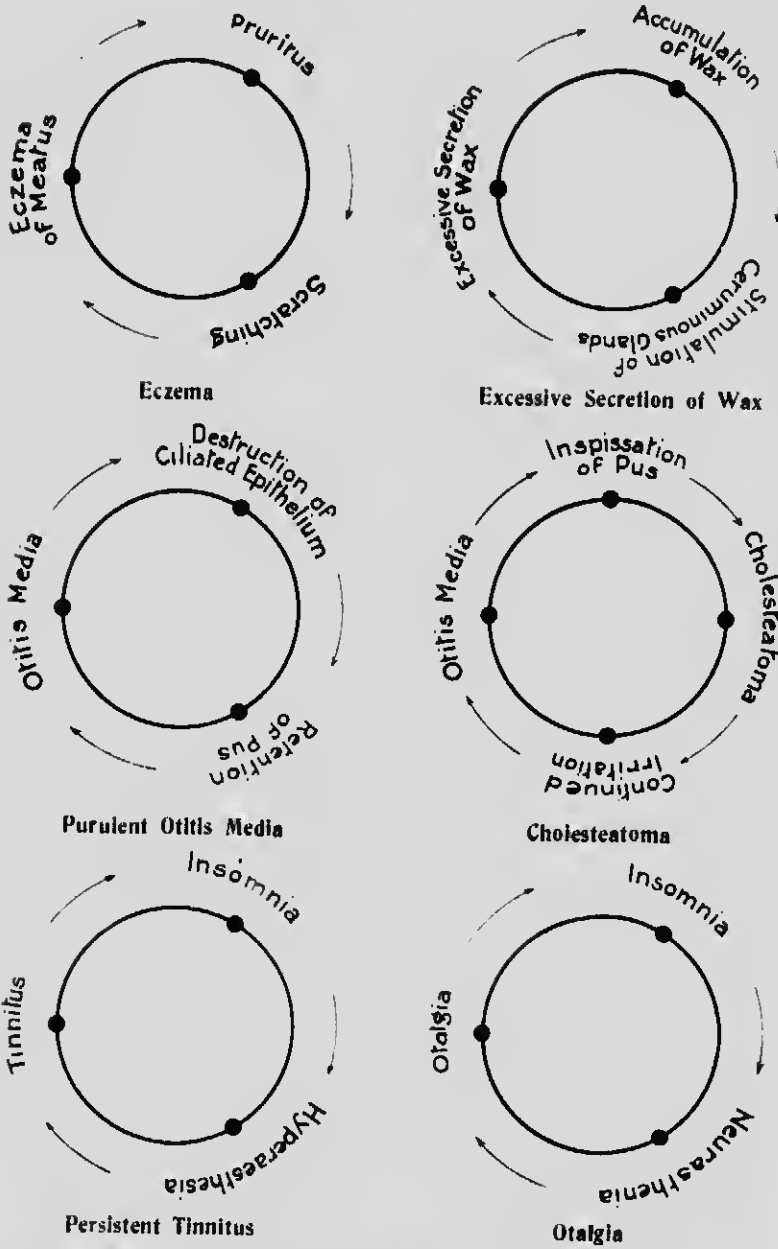 Prurirus
Eczema
of Meatus
Scratching
Eczema
Accumulation
of Wax
Excessive Secretion
of Wax
Stimulation of
Ceruminous Glands
Excessive Secretion of Wax
Destruction of
Ciliated Epithelium
Otitis Media
Retention
of Pus
Purulent Otitis Media
Inspissation
of Pus
Otitis Media
Cholesteatoma
Continued
Irritation
Cholesteatoma
Insomnia
Tinnitus
Hyperaesthesia
Persistent Tinnitus
Insomnia
Otalgia
Neurasthenia
Otalgia